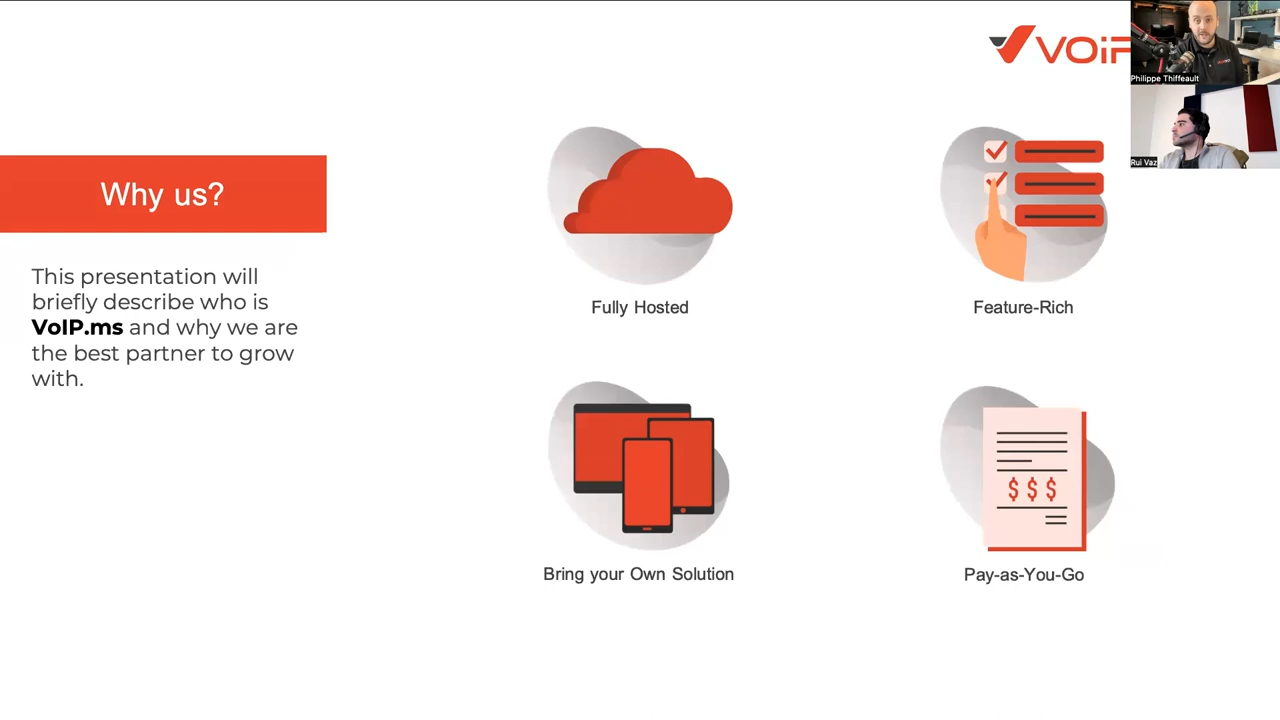 VOiP
Philippe Thiffeault
Rui Vaz
Why us?
This presentation will
briefly describe who is
VoIP.ms and why we are
the best partner to grow
with.
Fully Hosted
Feature-Rich
$ $ $
Bring your Own Solution
Pay-as-You-Go